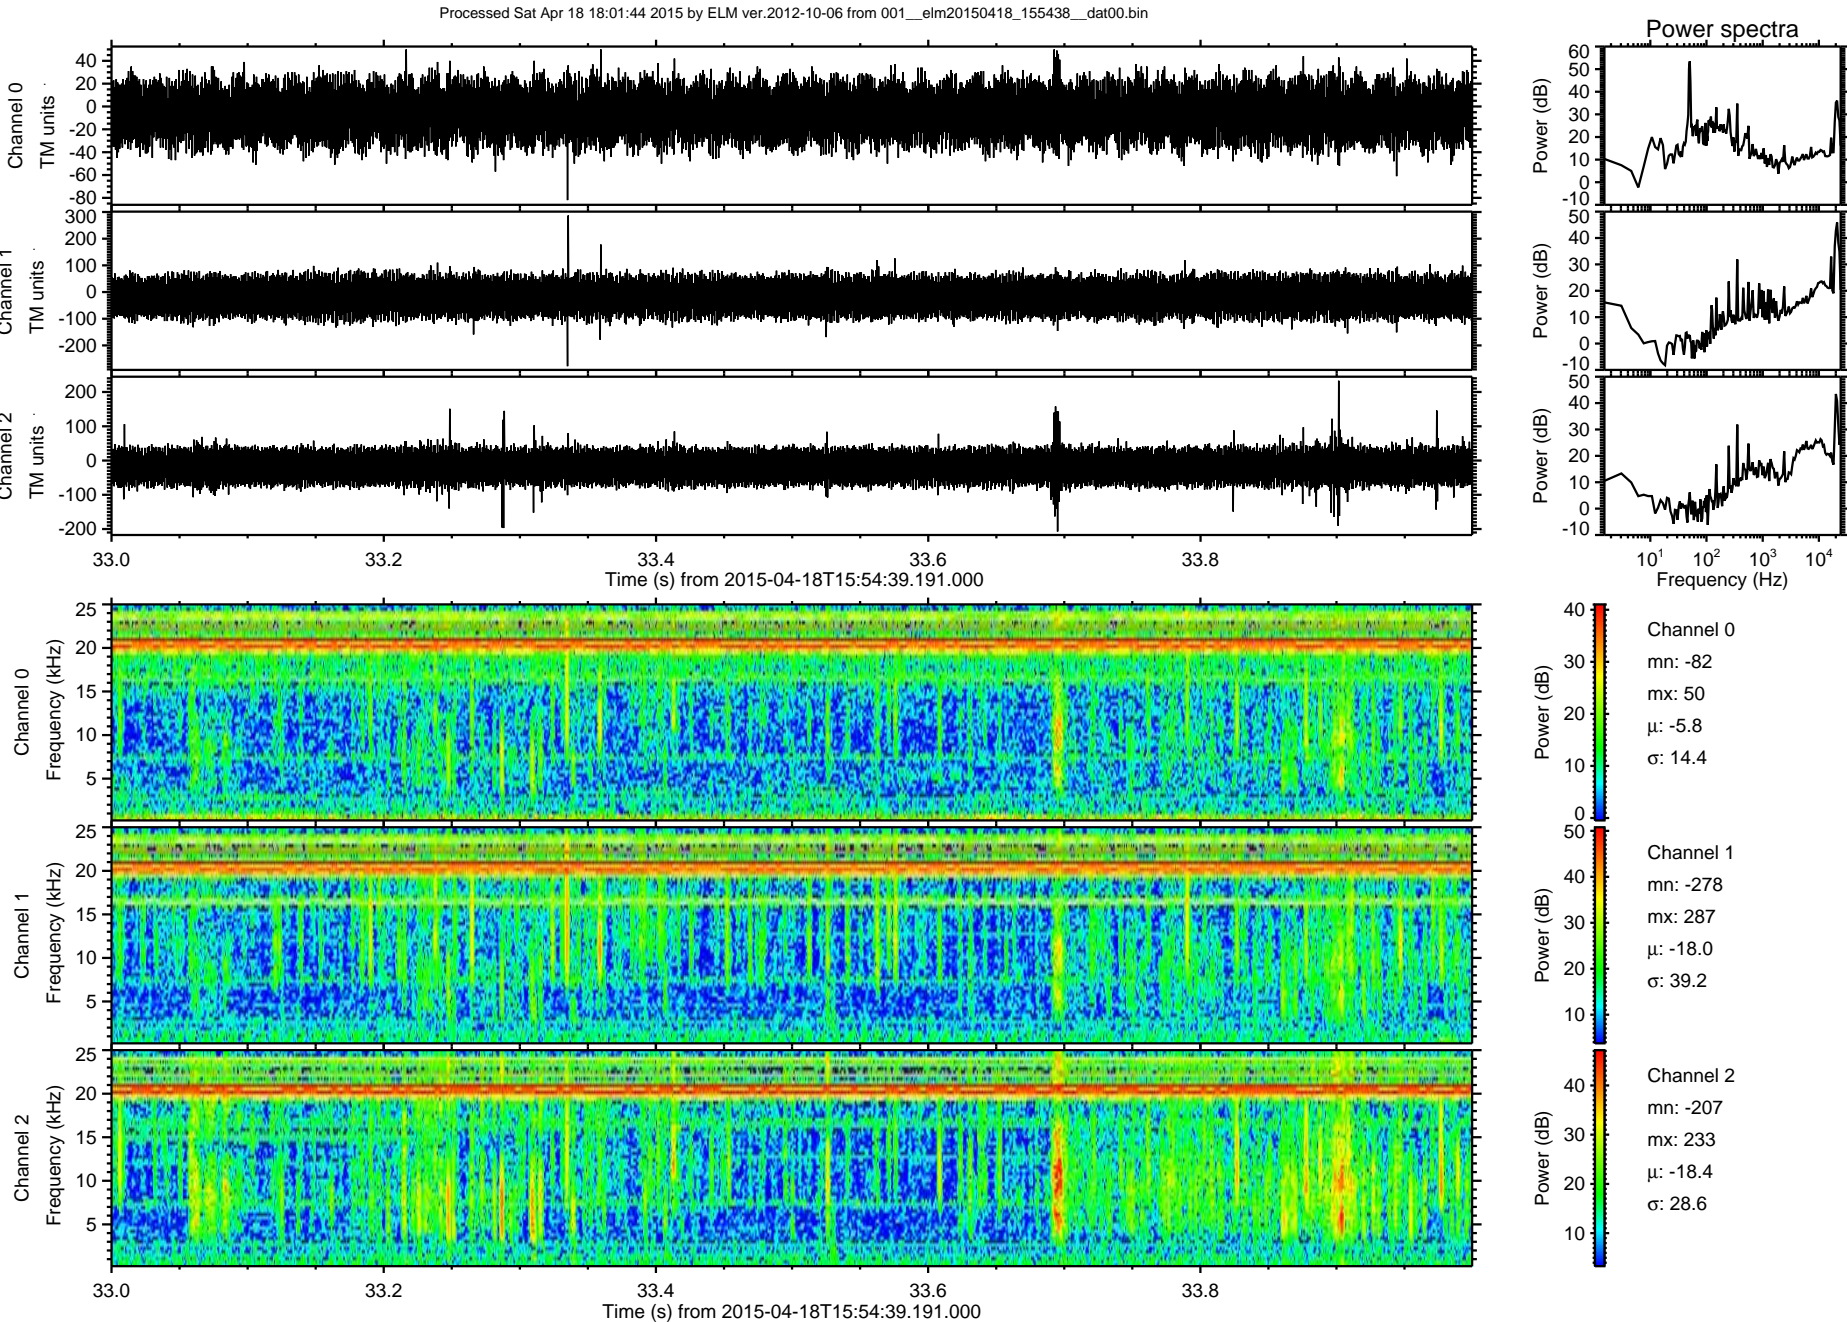 Processed Sat Apr 18 18:01:44 2015 by ELM ver.2012-10-06 from 001__elm20150418_155438__dat00.bin
Power spectra
Channel 0
TM units
40
20
0
-20
-40
-60
-80
Power (dB)
60
50
40
30
20
10
0
-10
Channel 1
TM units
300
200
100
0
-100
-200
Power (dB)
50
40
30
20
10
0
-10
Channel 2
TM units
200
100
0
-100
-200
Power (dB)
50
40
30
20
10
0
-10
33.0 33.2 33.4 33.6 33.8
Time (s) from 2015-04-18T15:54:39.191.000
10^1 10^2 10^3 10^4
Frequency (Hz)
Channel 0
Frequency (kHz)
25
20
15
10
5
Power (dB)
40
30
20
10
0
Channel 0
mn: -82
mx: 50
μ: -5.8
σ: 14.4
Channel 1
Frequency (kHz)
25
20
15
10
5
Power (dB)
50
40
30
20
10
Channel 1
mn: -278
mx: 287
μ: -18.0
σ: 39.2
Channel 2
Frequency (kHz)
25
20
15
10
5
Power (dB)
40
30
20
10
Channel 2
mn: -207
mx: 233
μ: -18.4
σ: 28.6
33.0 33.2 33.4 33.6 33.8
Time (s) from 2015-04-18T15:54:39.191.000